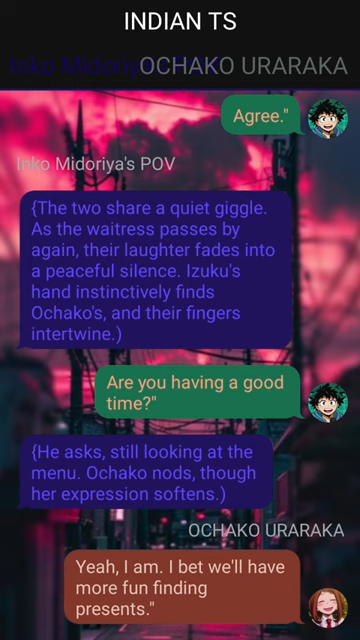 INDIAN TS
Inko Midoriya's POV
OCHAKO URARAKA
Agree."
Inko Midoriya's POV
{The two share a quiet giggle.
As the waitress passes by
again, their laughter fades into
a peaceful silence. Izuku's
hand instinctively finds
Ochako's, and their fingers
intertwine.)
Are you having a good
time?"
{He asks, still looking at the
menu. Ochako nods, though
her expression softens.)
OCHAKO URARAKA
Yeah, I am. I bet we'll have
more fun finding
presents."